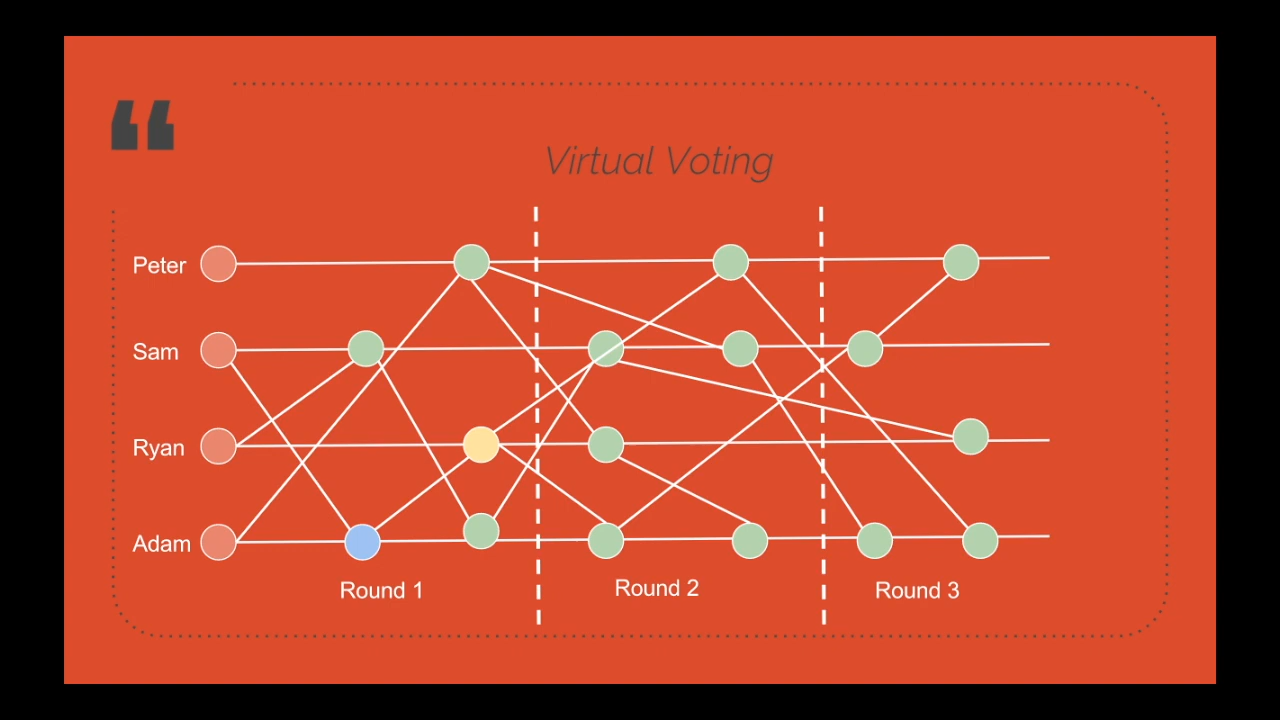 “
Virtual Voting
Peter
Sam
Ryan
Adam
Round 1
Round 2
Round 3